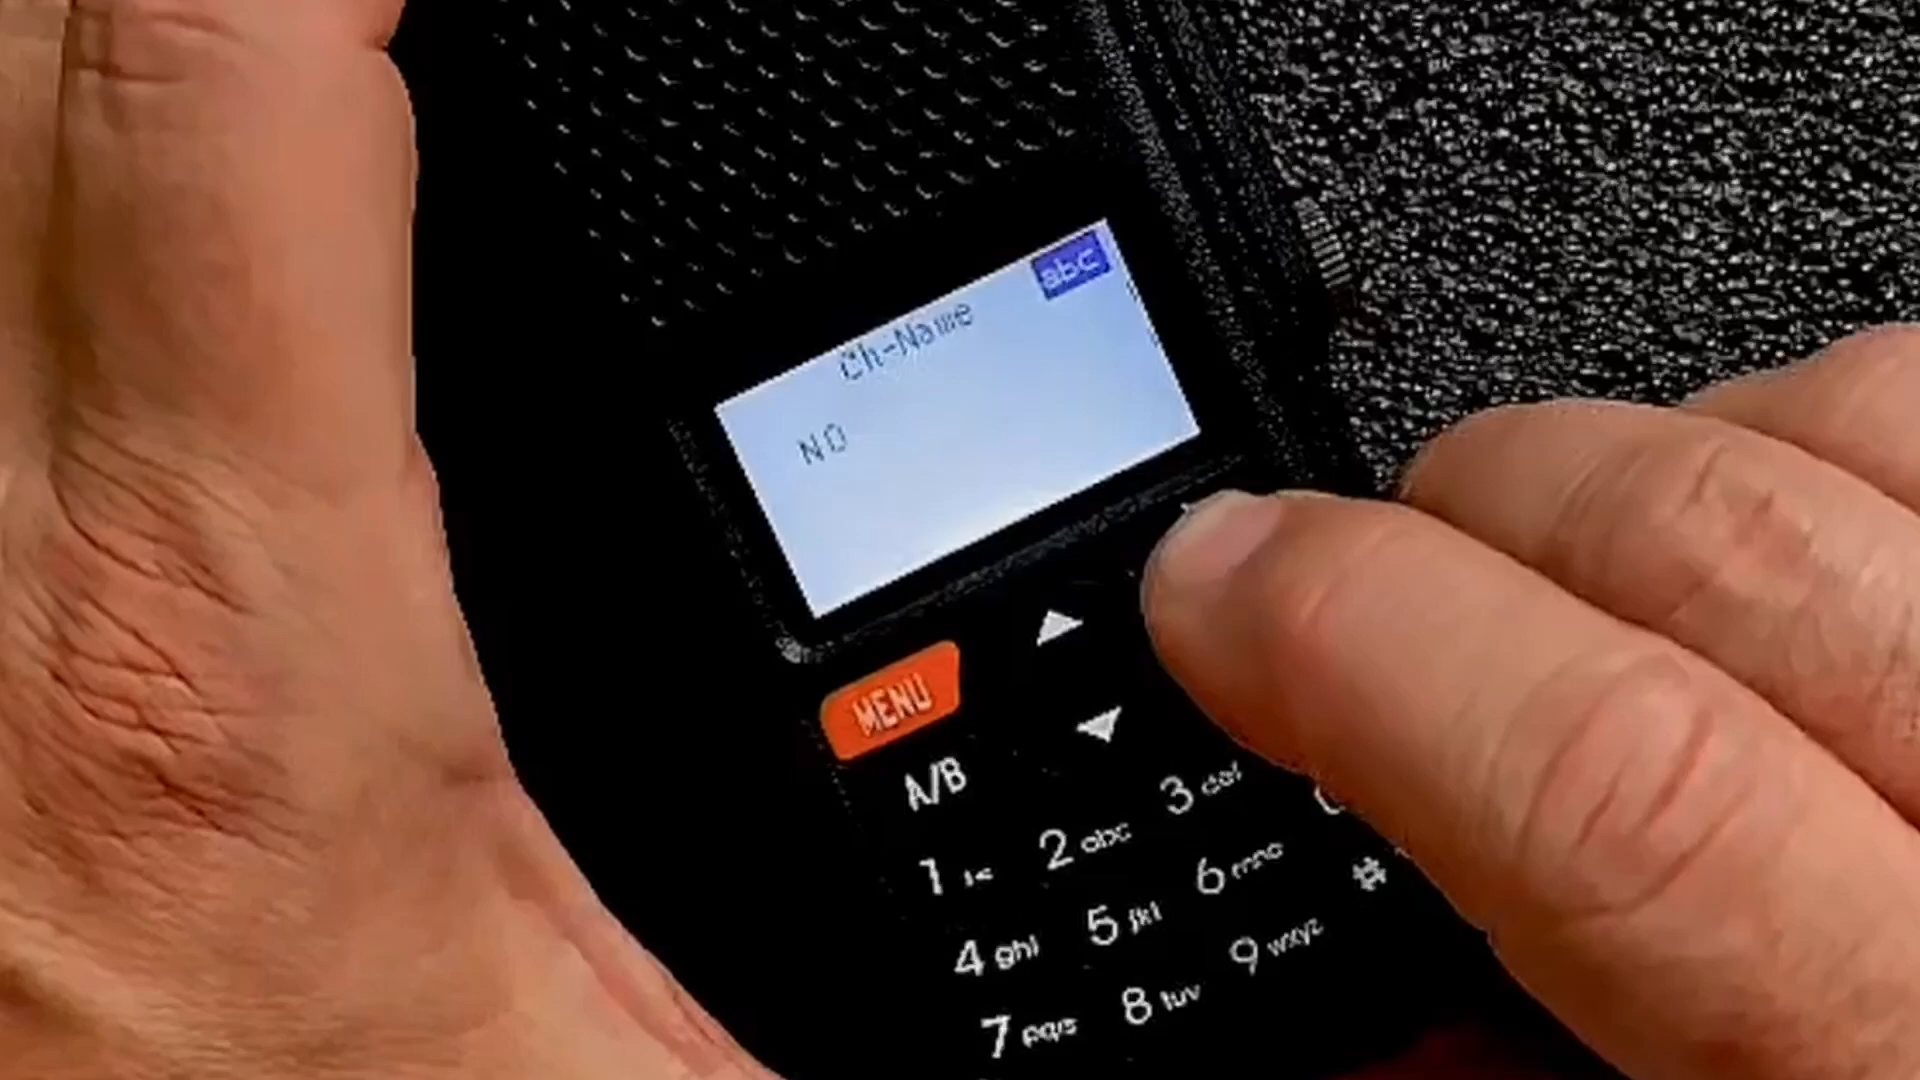 abc
Ch-Name
NO
MENU
A/B
1
2 abc
3 def
4 ghi
5 jkl
6 mno
#
7 pqrs
8 tuv
9 wxyz